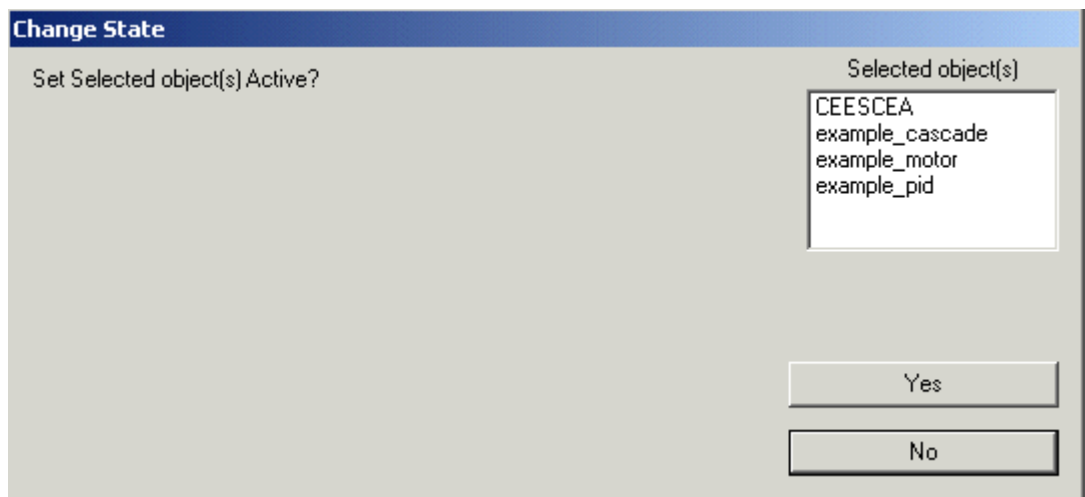 Change State
Set Selected object(s) Active?
Selected object(s)
CEESCEA
example_cascade
example_motor
example_pid
Yes
No